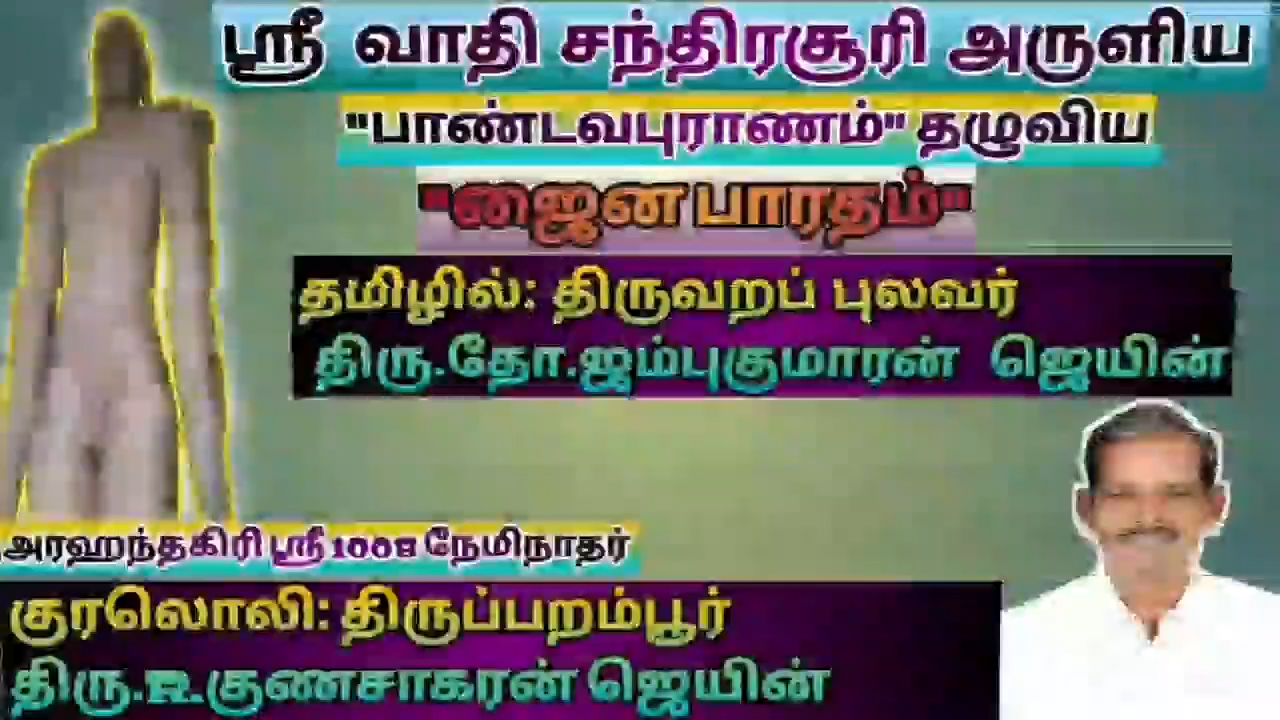 ஸ்ரீ வாதி சந்திரசூரி அருளிய
"பாண்டவபுராணம்" தழுவிய
"ஜைன பாரதம்"
தமிழில்: திருவறப் புலவர்
திரு.தோ.ஜம்புகுமாரன் ஜெயின்
அரஹந்தகிரி ஸ்ரீ 1008 நேமிநாதர்
குரலொலி: திருப்பறம்பூர்
திரு.R.குணசாகரன் ஜெயின்